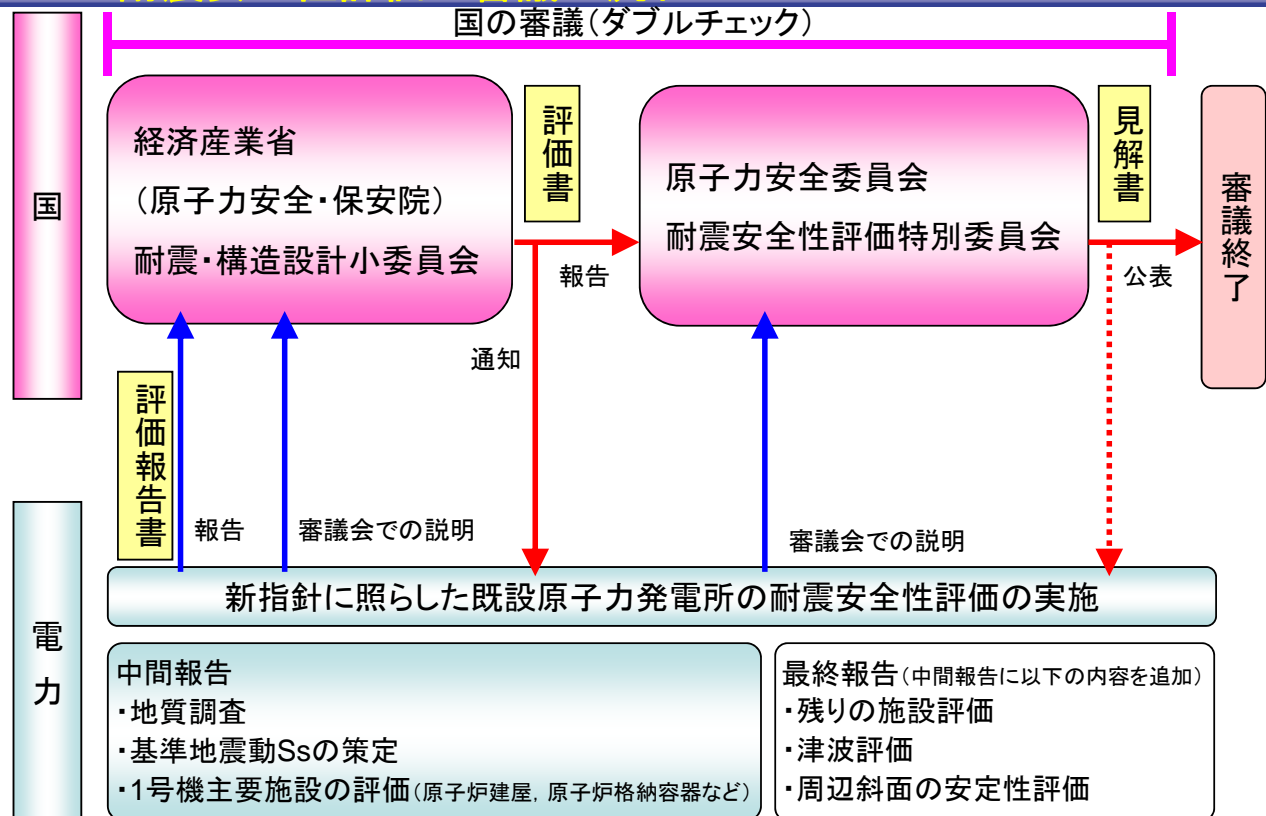 国の審議(ダブルチェック)
国
経済産業省
(原子力安全・保安院)
耐震・構造設計小委員会
評価書
報告
原子力安全委員会
耐震安全性評価特別委員会
見解書
公表
審議終了
通知
評価報告書
報告
審議会での説明
審議会での説明
電力
新指針に照らした既設原子力発電所の耐震安全性評価の実施
中間報告
・地質調査
・基準地震動Ssの策定
・1号機主要施設の評価(原子炉建屋,原子炉格納容器など)
最終報告(中間報告に以下の内容を追加)
・残りの施設評価
・津波評価
・周辺斜面の安定性評価